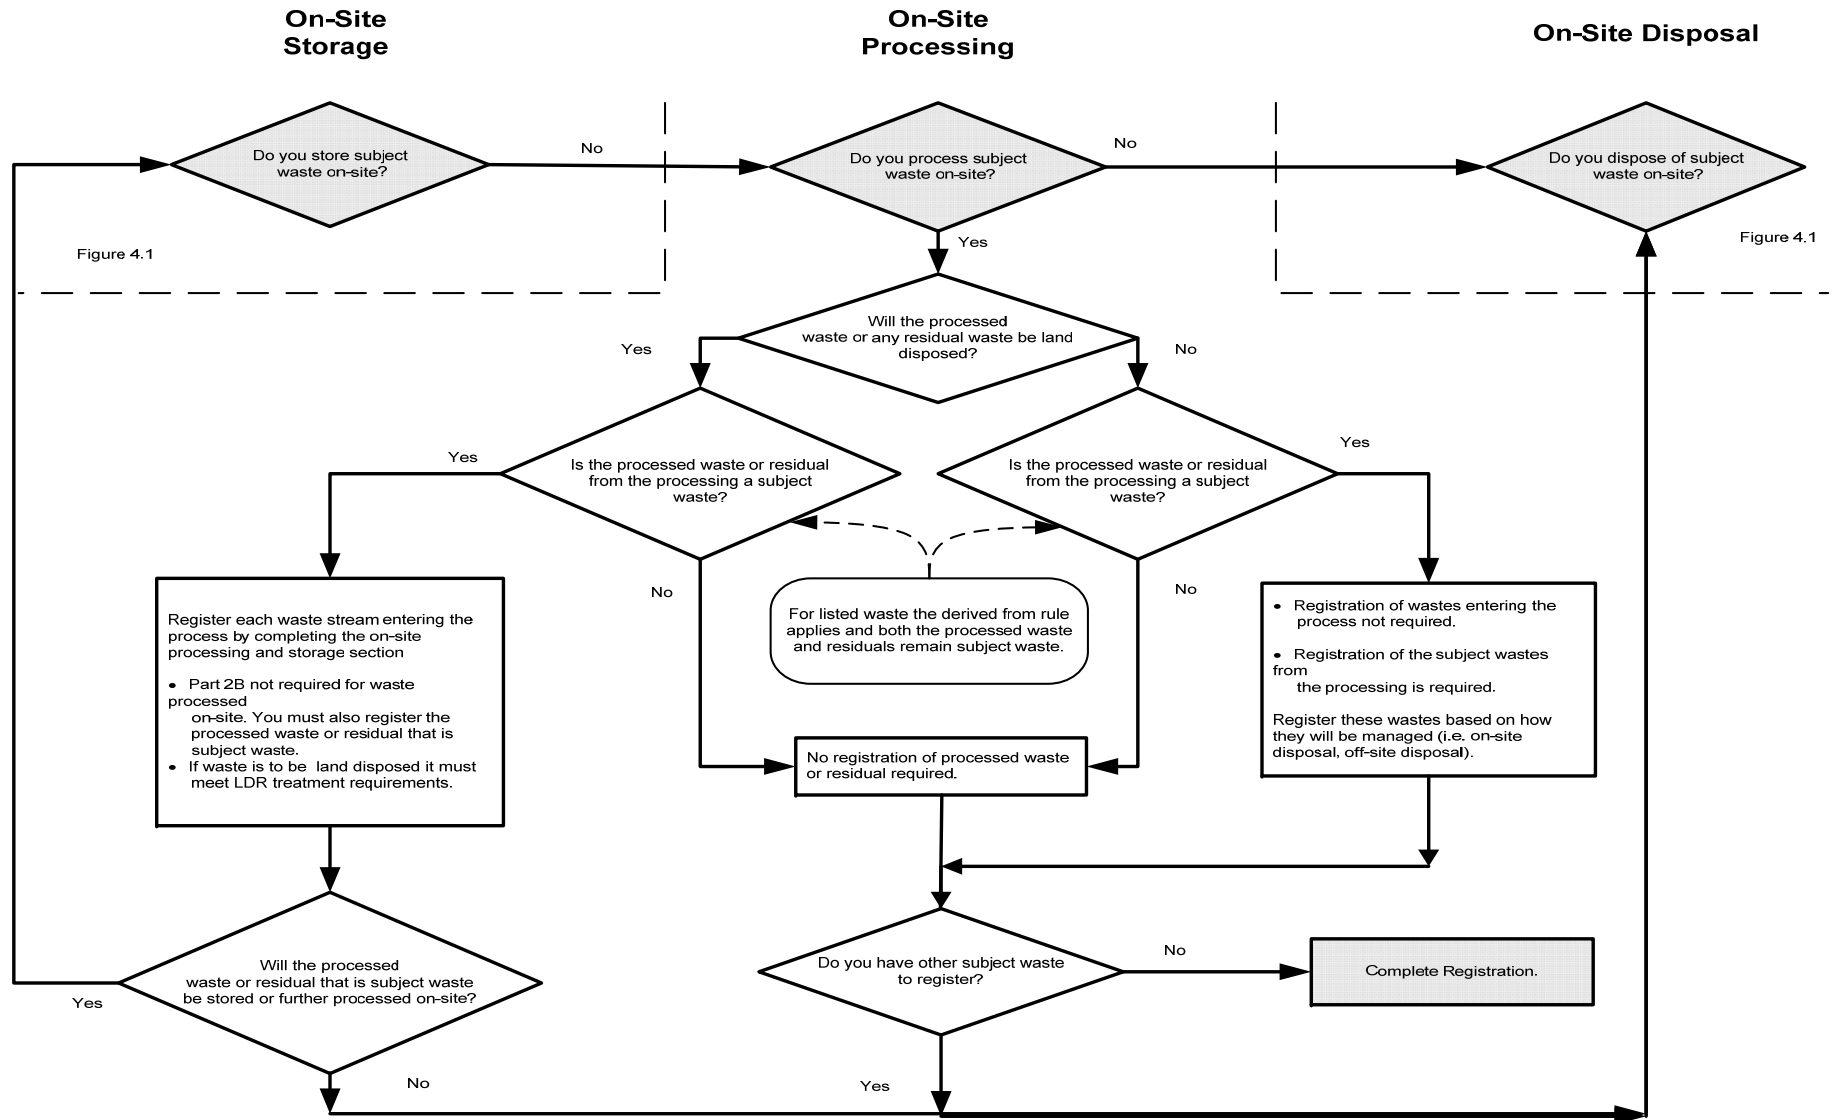 On-Site
Storage
On-Site
Processing
On-Site Disposal
Do you store subject
waste on-site?
No
Do you process subject
waste on-site?
No
Do you dispose of subject
waste on-site?
Figure 4.1
Figure 4.1
Yes
Will the processed
waste or any residual waste be land
disposed?
Yes
No
Yes
Is the processed waste or residual
from the processing a subject
waste?
Is the processed waste or residual
from the processing a subject
waste?
Yes
No
No
Register each waste stream entering the
process by completing the on-site
processing and storage section
• Part 2B not required for waste
processed
on-site. You must also register the
processed waste or residual that is
subject waste.
• If waste is to be land disposed it must
meet LDR treatment requirements.
For listed waste the derived from rule
applies and both the processed waste
and residuals remain subject waste.
• Registration of wastes entering the
process not required.
• Registration of the subject wastes
from
the processing is required.
Register these wastes based on how
they will be managed (i.e. on-site
disposal, off-site disposal).
No registration of processed waste
or residual required.
Will the processed
waste or residual that is subject waste
be stored or further processed on-site?
Yes
No
Do you have other subject waste
to register?
No
Complete Registration.
Yes